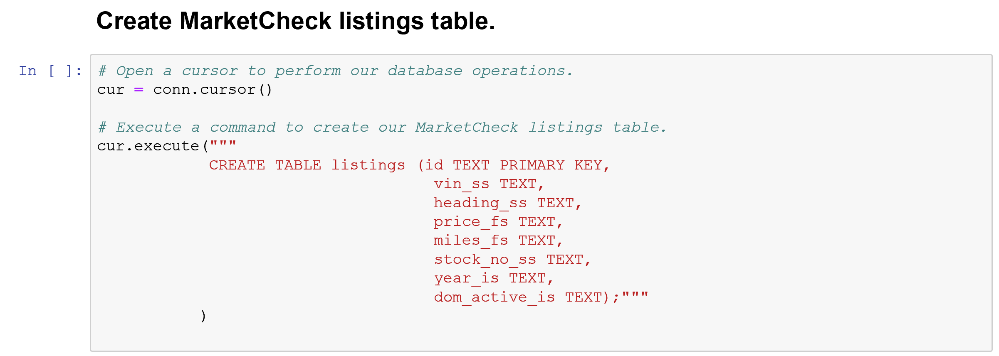 Create MarketCheck listings table.
In [ ]:
# Open a cursor to perform our database operations.
cur = conn.cursor()
# Execute a command to create our MarketCheck listings table.
cur.execute("""
CREATE TABLE listings (id TEXT PRIMARY KEY,
vin_ss TEXT,
heading_ss TEXT,
price_fs TEXT,
miles_fs TEXT,
stock_no_ss TEXT,
year_is TEXT,
dom_active_is TEXT);"""
)